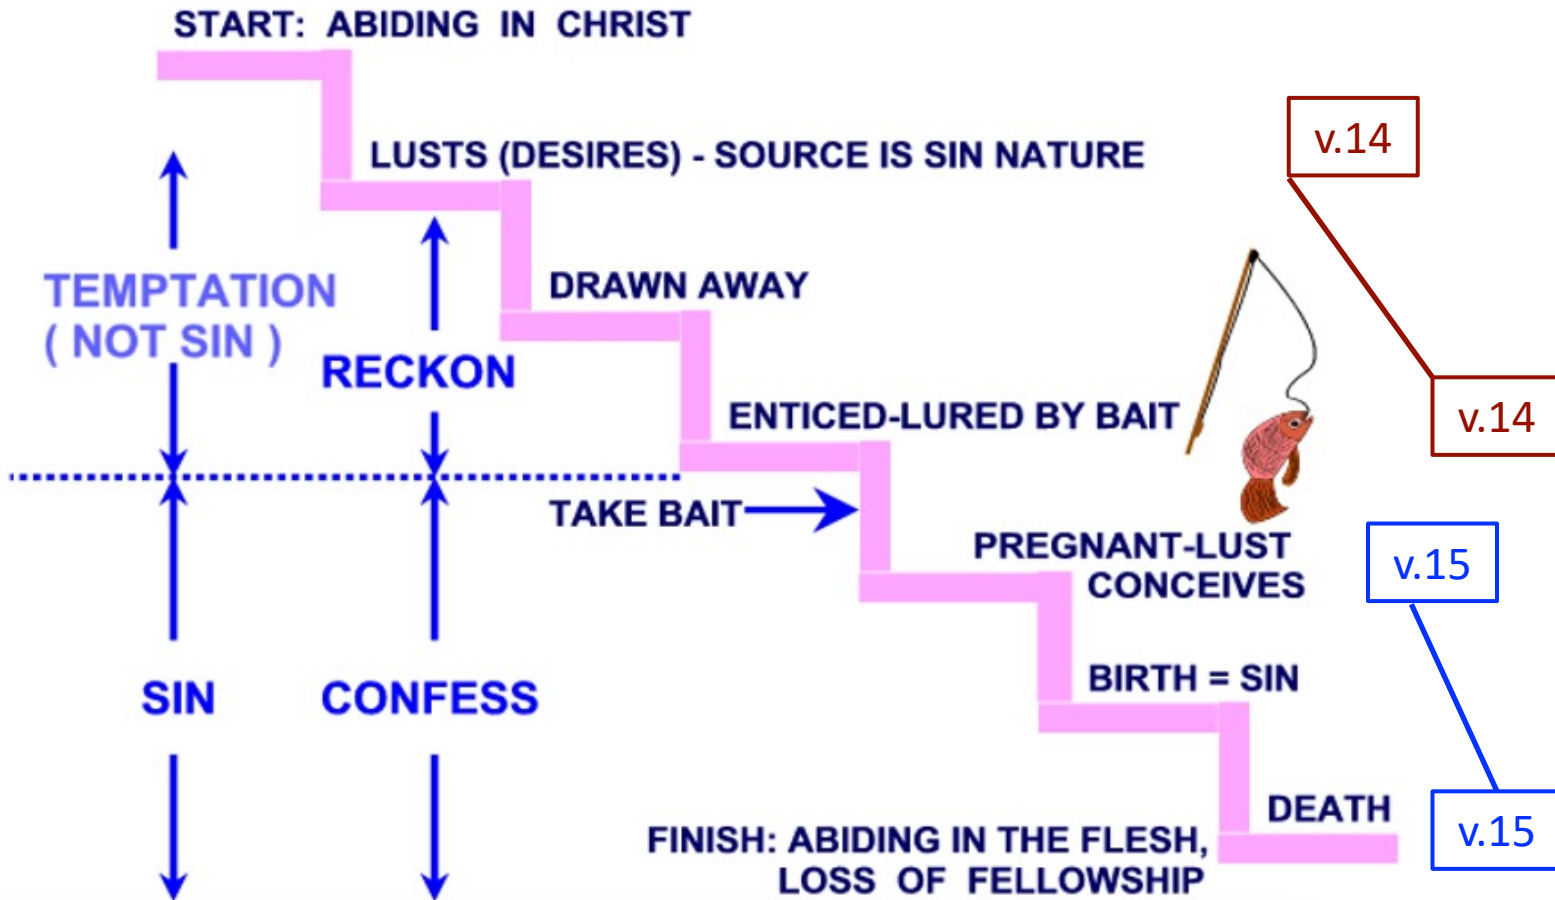 START: ABIDING IN CHRIST
v.14
LUSTS (DESIRES) - SOURCE IS SIN NATURE
TEMPTATION
( NOT SIN )
DRAWN AWAY
RECKON
ENTICED-LURED BY BAIT
v.14
TAKE BAIT
PREGNANT-LUST
CONCEIVES
v.15
SIN
CONFESS
BIRTH = SIN
DEATH
v.15
FINISH: ABIDING IN THE FLESH,
LOSS OF FELLOWSHIP